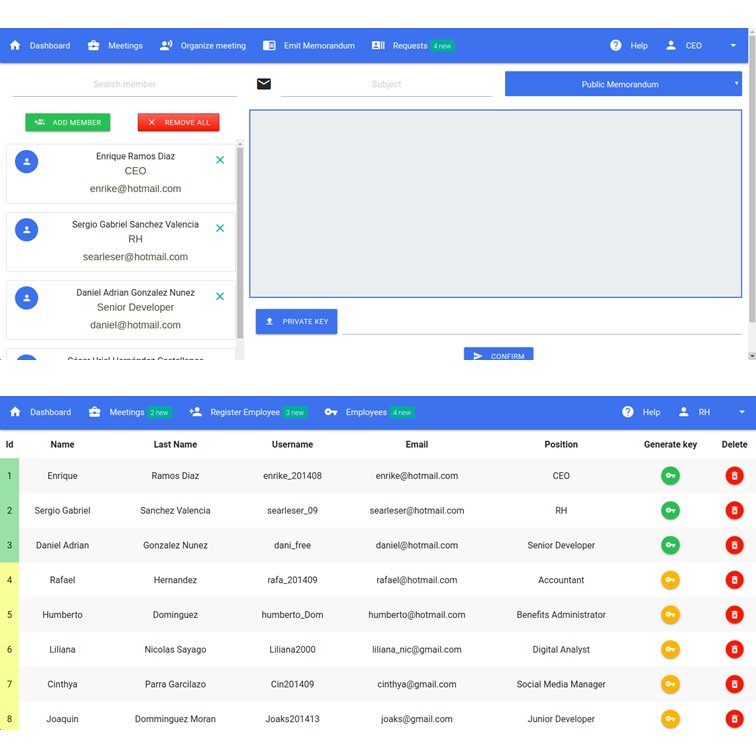 Dashboard Meetings Organize meeting Emit Memorandum Requests 4 new Help CEO
Search member Subject Public Memorandum
ADD MEMBER REMOVE ALL
Enrique Ramos Diaz
CEO
enrike@hotmail.com
Sergio Gabriel Sanchez Valencia
RH
searleser@hotmail.com
Daniel Adrian Gonzalez Nunez
Senior Developer
daniel@hotmail.com
PRIVATE KEY
CONFIRM
Dashboard Meetings 2 new Register Employee 3 new Employees 4 new Help RH
Id Name Last Name Username Email Position Generate key Delete
1 Enrique Ramos Diaz enrike_201408 enrike@hotmail.com CEO
2 Sergio Gabriel Sanchez Valencia searleser_09 searleser@hotmail.com RH
3 Daniel Adrian Gonzalez Nunez dani_free daniel@hotmail.com Senior Developer
4 Rafael Hernandez rafa_201409 rafael@hotmail.com Accountant
5 Humberto Dominguez humberto_Dom humberto@hotmail.com Benefits Administrator
6 Liliana Nicolas Sayago Liliana2000 liliana_nic@gmail.com Digital Analyst
7 Cinthya Parra Garcilazo Cin201409 cinthya@gmail.com Social Media Manager
8 Joaquin Domminguez Moran Joaks201413 joaks@gmail.com Junior Developer